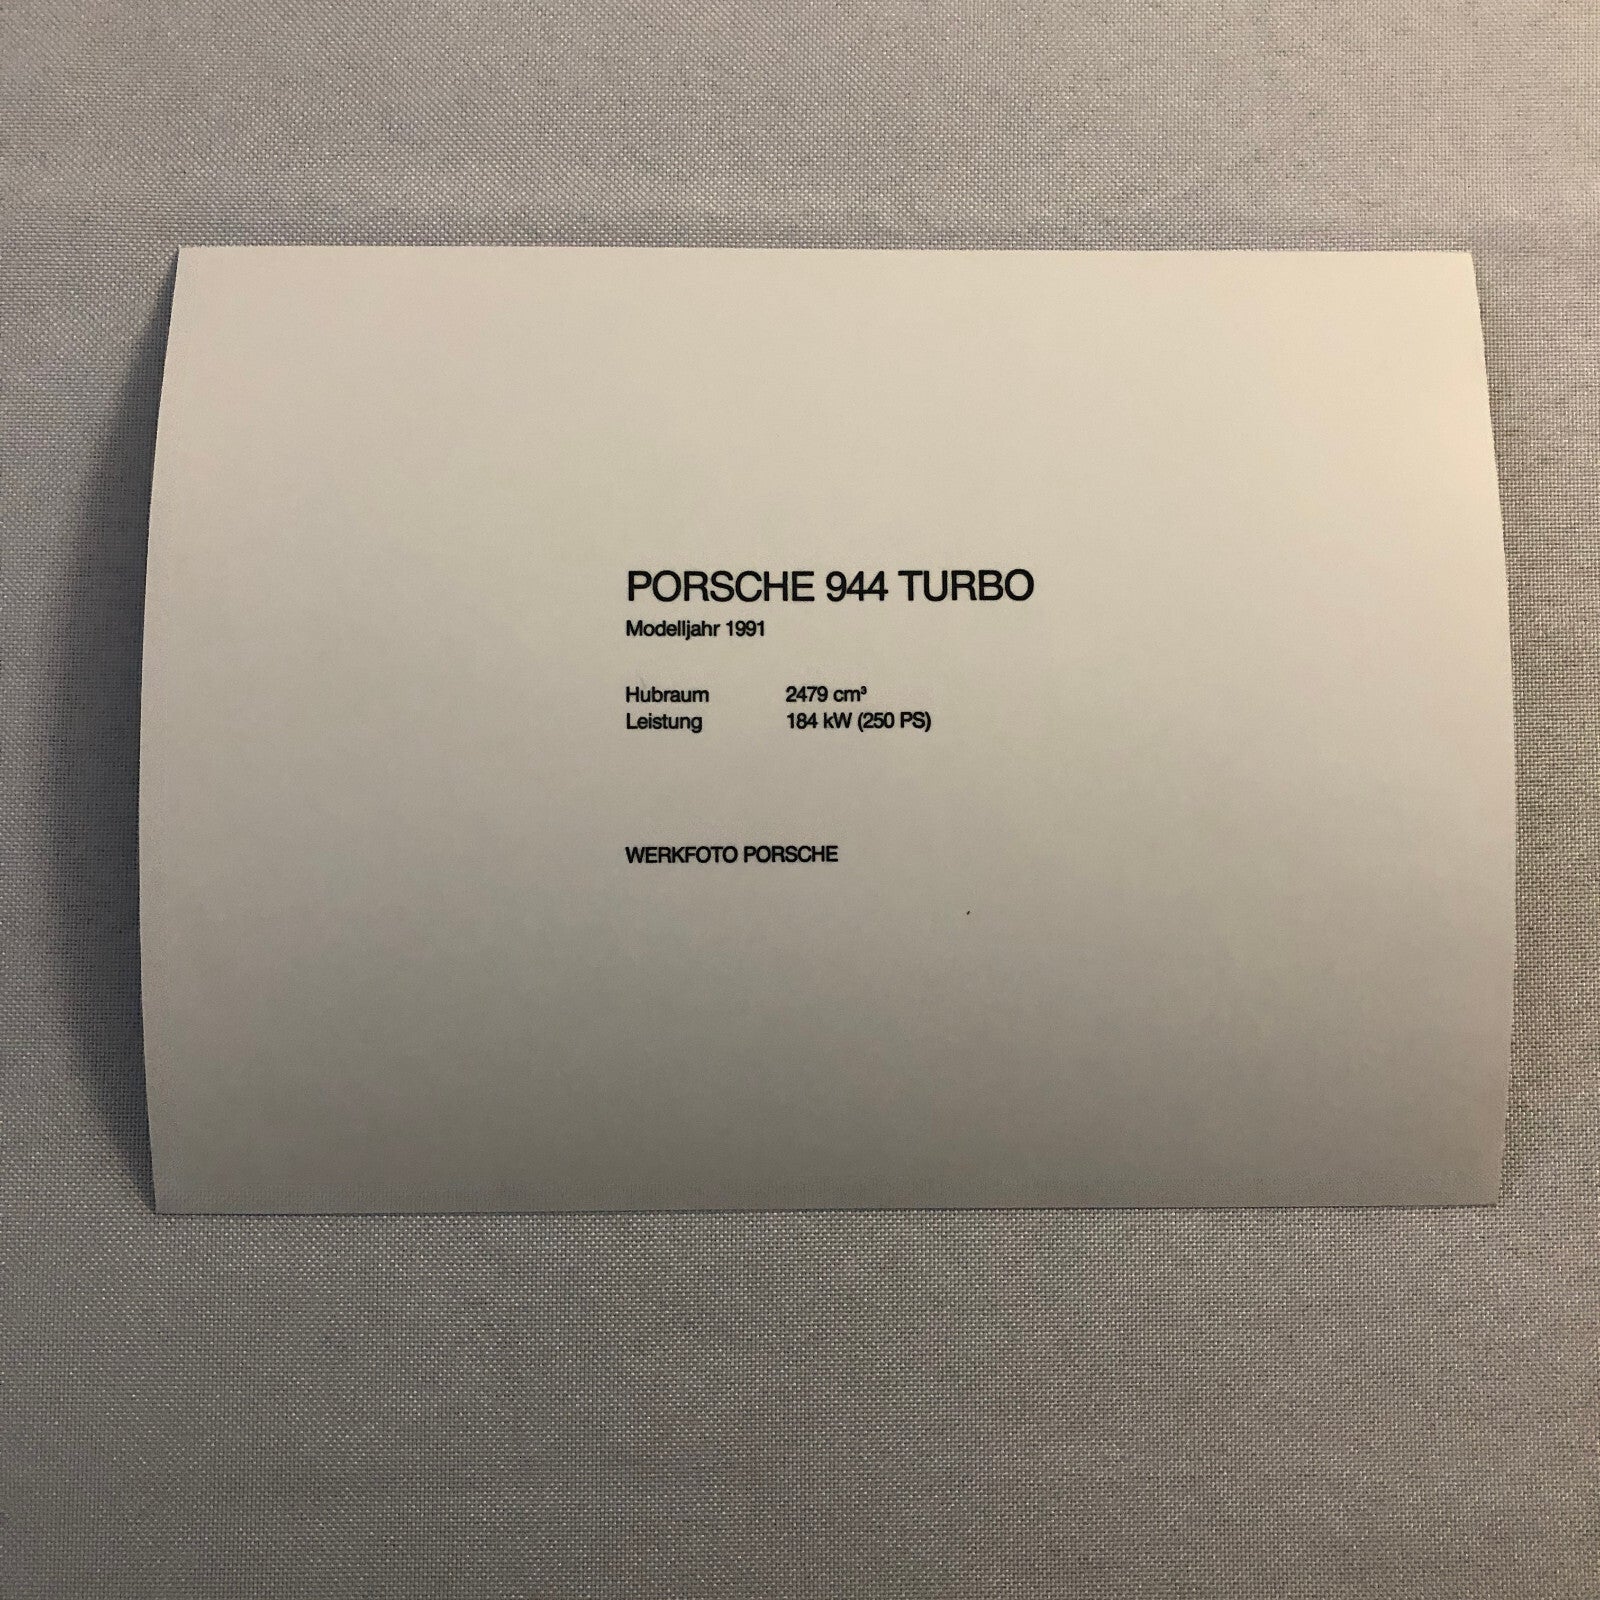 PORSCHE 944 TURBO
Modelljahr 1991
Hubraum 2479 cm³
Leistung 184 kW (250 PS)
WERKFOTO PORSCHE